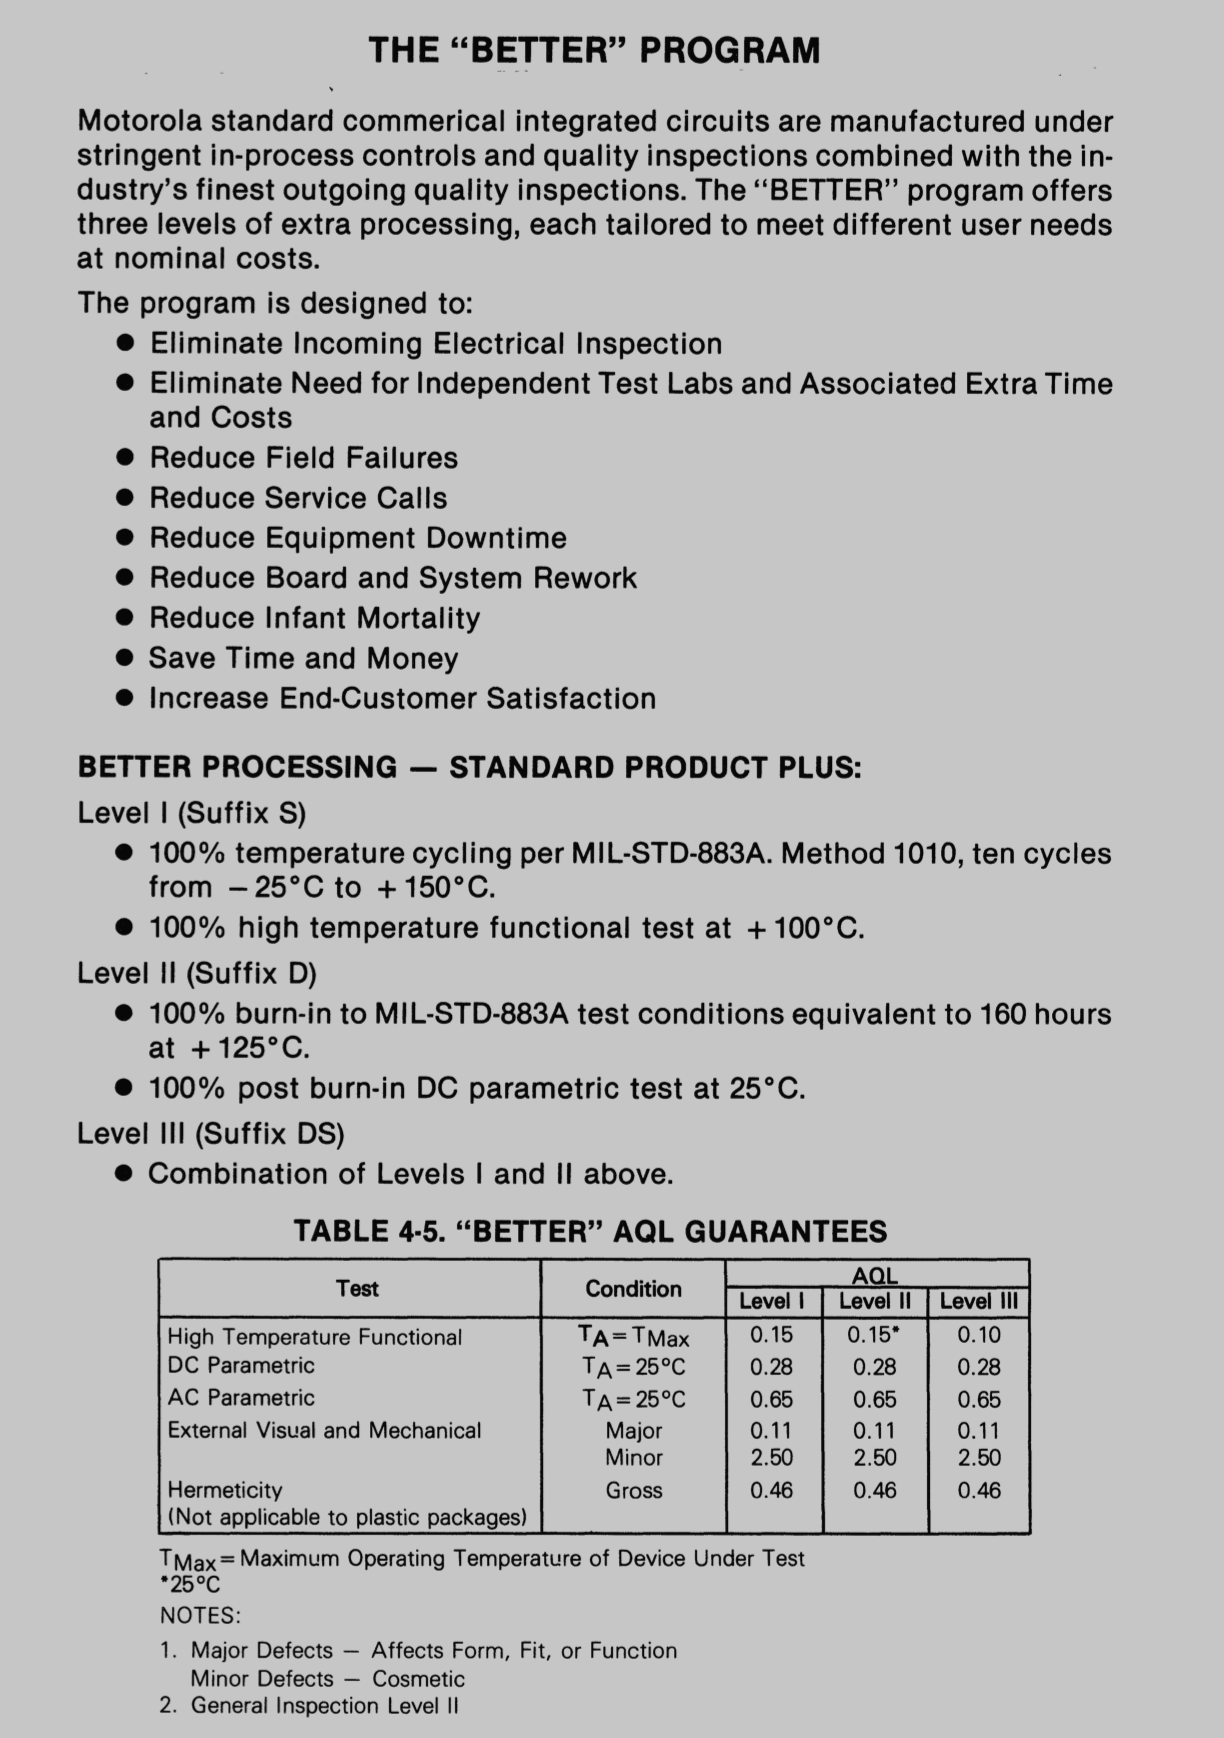 THE “BETTER” PROGRAM
Motorola standard commerical integrated circuits are manufactured under
stringent in-process controls and quality inspections combined with the in-
dustry’s finest outgoing quality inspections. The “BETTER” program offers
three levels of extra processing, each tailored to meet different user needs
at nominal costs.
The program is designed to:
● Eliminate Incoming Electrical Inspection
● Eliminate Need for Independent Test Labs and Associated Extra Time
and Costs
● Reduce Field Failures
● Reduce Service Calls
● Reduce Equipment Downtime
● Reduce Board and System Rework
● Reduce Infant Mortality
● Save Time and Money
● Increase End-Customer Satisfaction
BETTER PROCESSING — STANDARD PRODUCT PLUS:
Level I (Suffix S)
● 100% temperature cycling per MIL-STD-883A. Method 1010, ten cycles
from −25°C to +150°C.
● 100% high temperature functional test at +100°C.
Level II (Suffix D)
● 100% burn-in to MIL-STD-883A test conditions equivalent to 160 hours
at +125°C.
● 100% post burn-in DC parametric test at 25°C.
Level III (Suffix DS)
● Combination of Levels I and II above.
TABLE 4-5. “BETTER” AQL GUARANTEES
Test Condition AQL
Level I Level II Level III
High Temperature Functional TA=TMax 0.15 0.15* 0.10
DC Parametric TA=25°C 0.28 0.28 0.28
AC Parametric TA=25°C 0.65 0.65 0.65
External Visual and Mechanical Major 0.11 0.11 0.11
Minor 2.50 2.50 2.50
Hermeticity Gross 0.46 0.46 0.46
(Not applicable to plastic packages)
TMax=Maximum Operating Temperature of Device Under Test
*25°C
NOTES:
1. Major Defects — Affects Form, Fit, or Function
Minor Defects — Cosmetic
2. General Inspection Level II